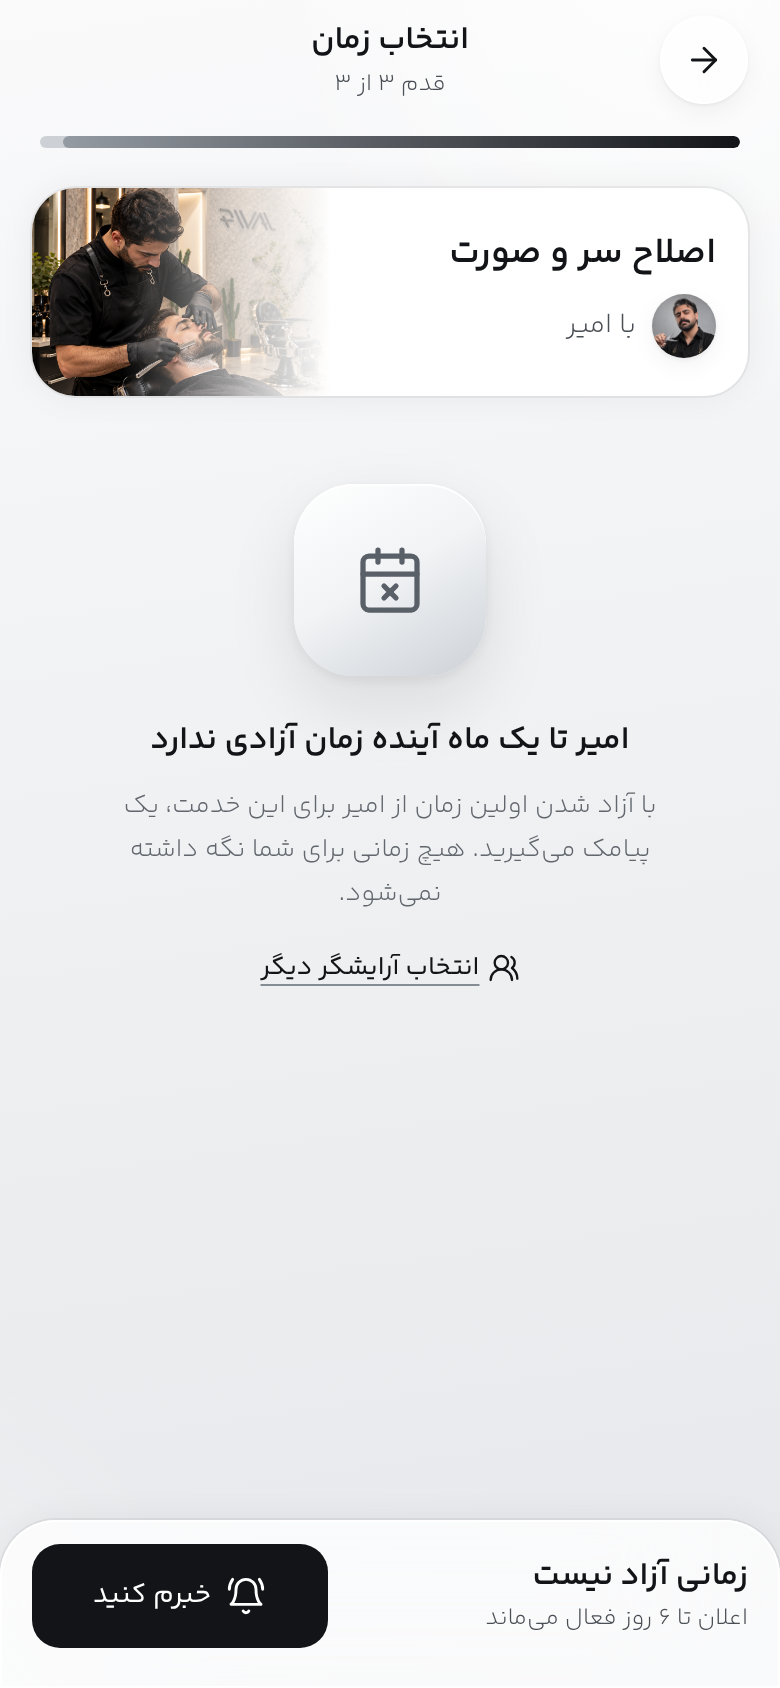 انتخاب زمان
قدم ۳ از ۳
اصلاح سر و صورت
با امیر
امیر تا یک ماه آینده زمان آزادی ندارد
با آزاد شدن اولین زمان از امیر برای این خدمت، یک
پیامک می‌گیرید. هیچ زمانی برای شما نگه داشته
نمی‌شود.
انتخاب آرایشگر دیگر
زمانی آزاد نیست
اعلان تا ۶ روز فعال می‌ماند
خبرم کنید